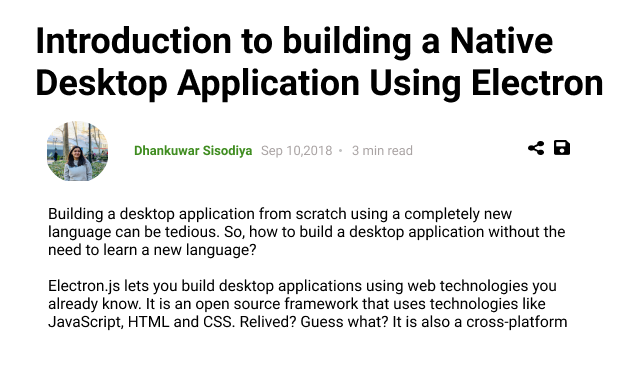 Introduction to building a Native
Desktop Application Using Electron
Dhankuwar Sisodiya Sep 10,2018 • 3 min read
Building a desktop application from scratch using a completely new
language can be tedious. So, how to build a desktop application without the
need to learn a new language?
Electron.js lets you build desktop applications using web technologies you
already know. It is an open source framework that uses technologies like
JavaScript, HTML and CSS. Relived? Guess what? It is also a cross-platform